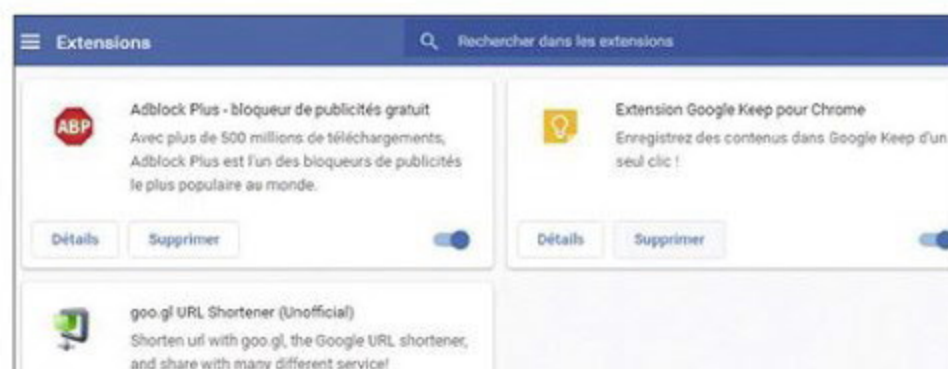 Extensions
Rechercher dans les extensions
ABP
Adblock Plus - bloqueur de publicités gratuit
Avec plus de 500 millions de téléchargements,
Adblock Plus est l'un des bloqueurs de publicités
le plus populaire au monde.
Détails
Supprimer
Extension Google Keep pour Chrome
Enregistrez des contenus dans Google Keep d'un
seul clic !
Détails
Supprimer
goo.gl URL Shortener (Unofficial)
Shorten url with goo.gl, the Google URL shortener,
and share with many different service!